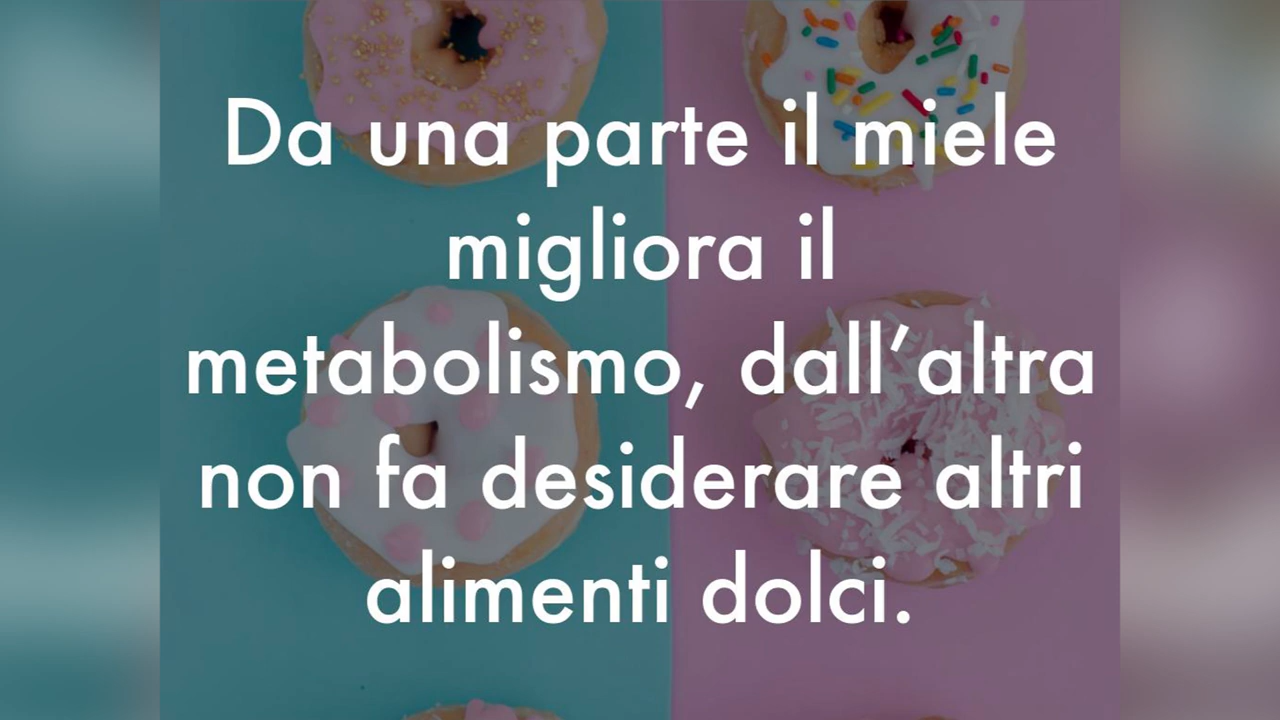 Da una parte il miele
migliora il
metabolismo, dall’altra
non fa desiderare altri
alimenti dolci.